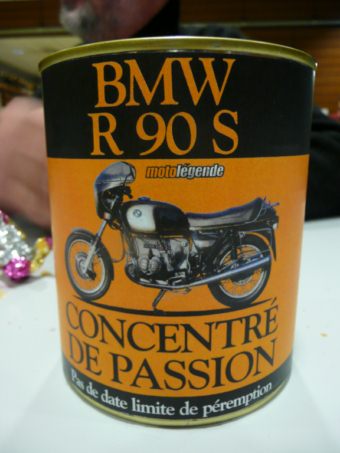 BMW
R 90 S
motolégende
CONCENTRÉ
DE PASSION
Pas de date limite de péremption